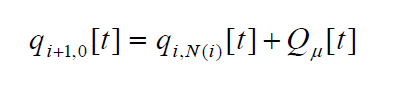 q_{i+1,0}[t] = q_{i,N(i)}[t] + Q_μ[t]